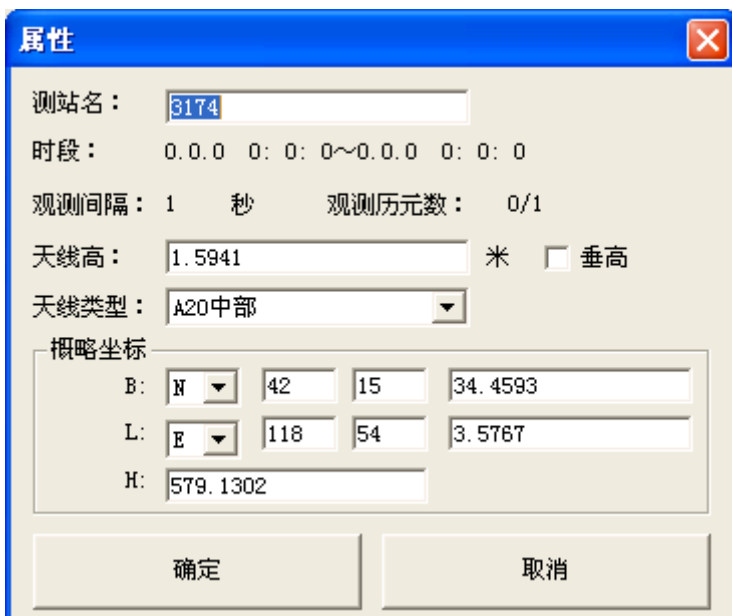 属性
测站名： 3174
时段： 0.0.0 0: 0: 0～0.0.0 0: 0: 0
观测间隔： 1 秒 观测历元数： 0/1
天线高： 1.5941 米 垂高
天线类型： A20中部
概略坐标
B: N 42 15 34.4593
L: E 118 54 3.5767
H: 579.1302
确定 取消